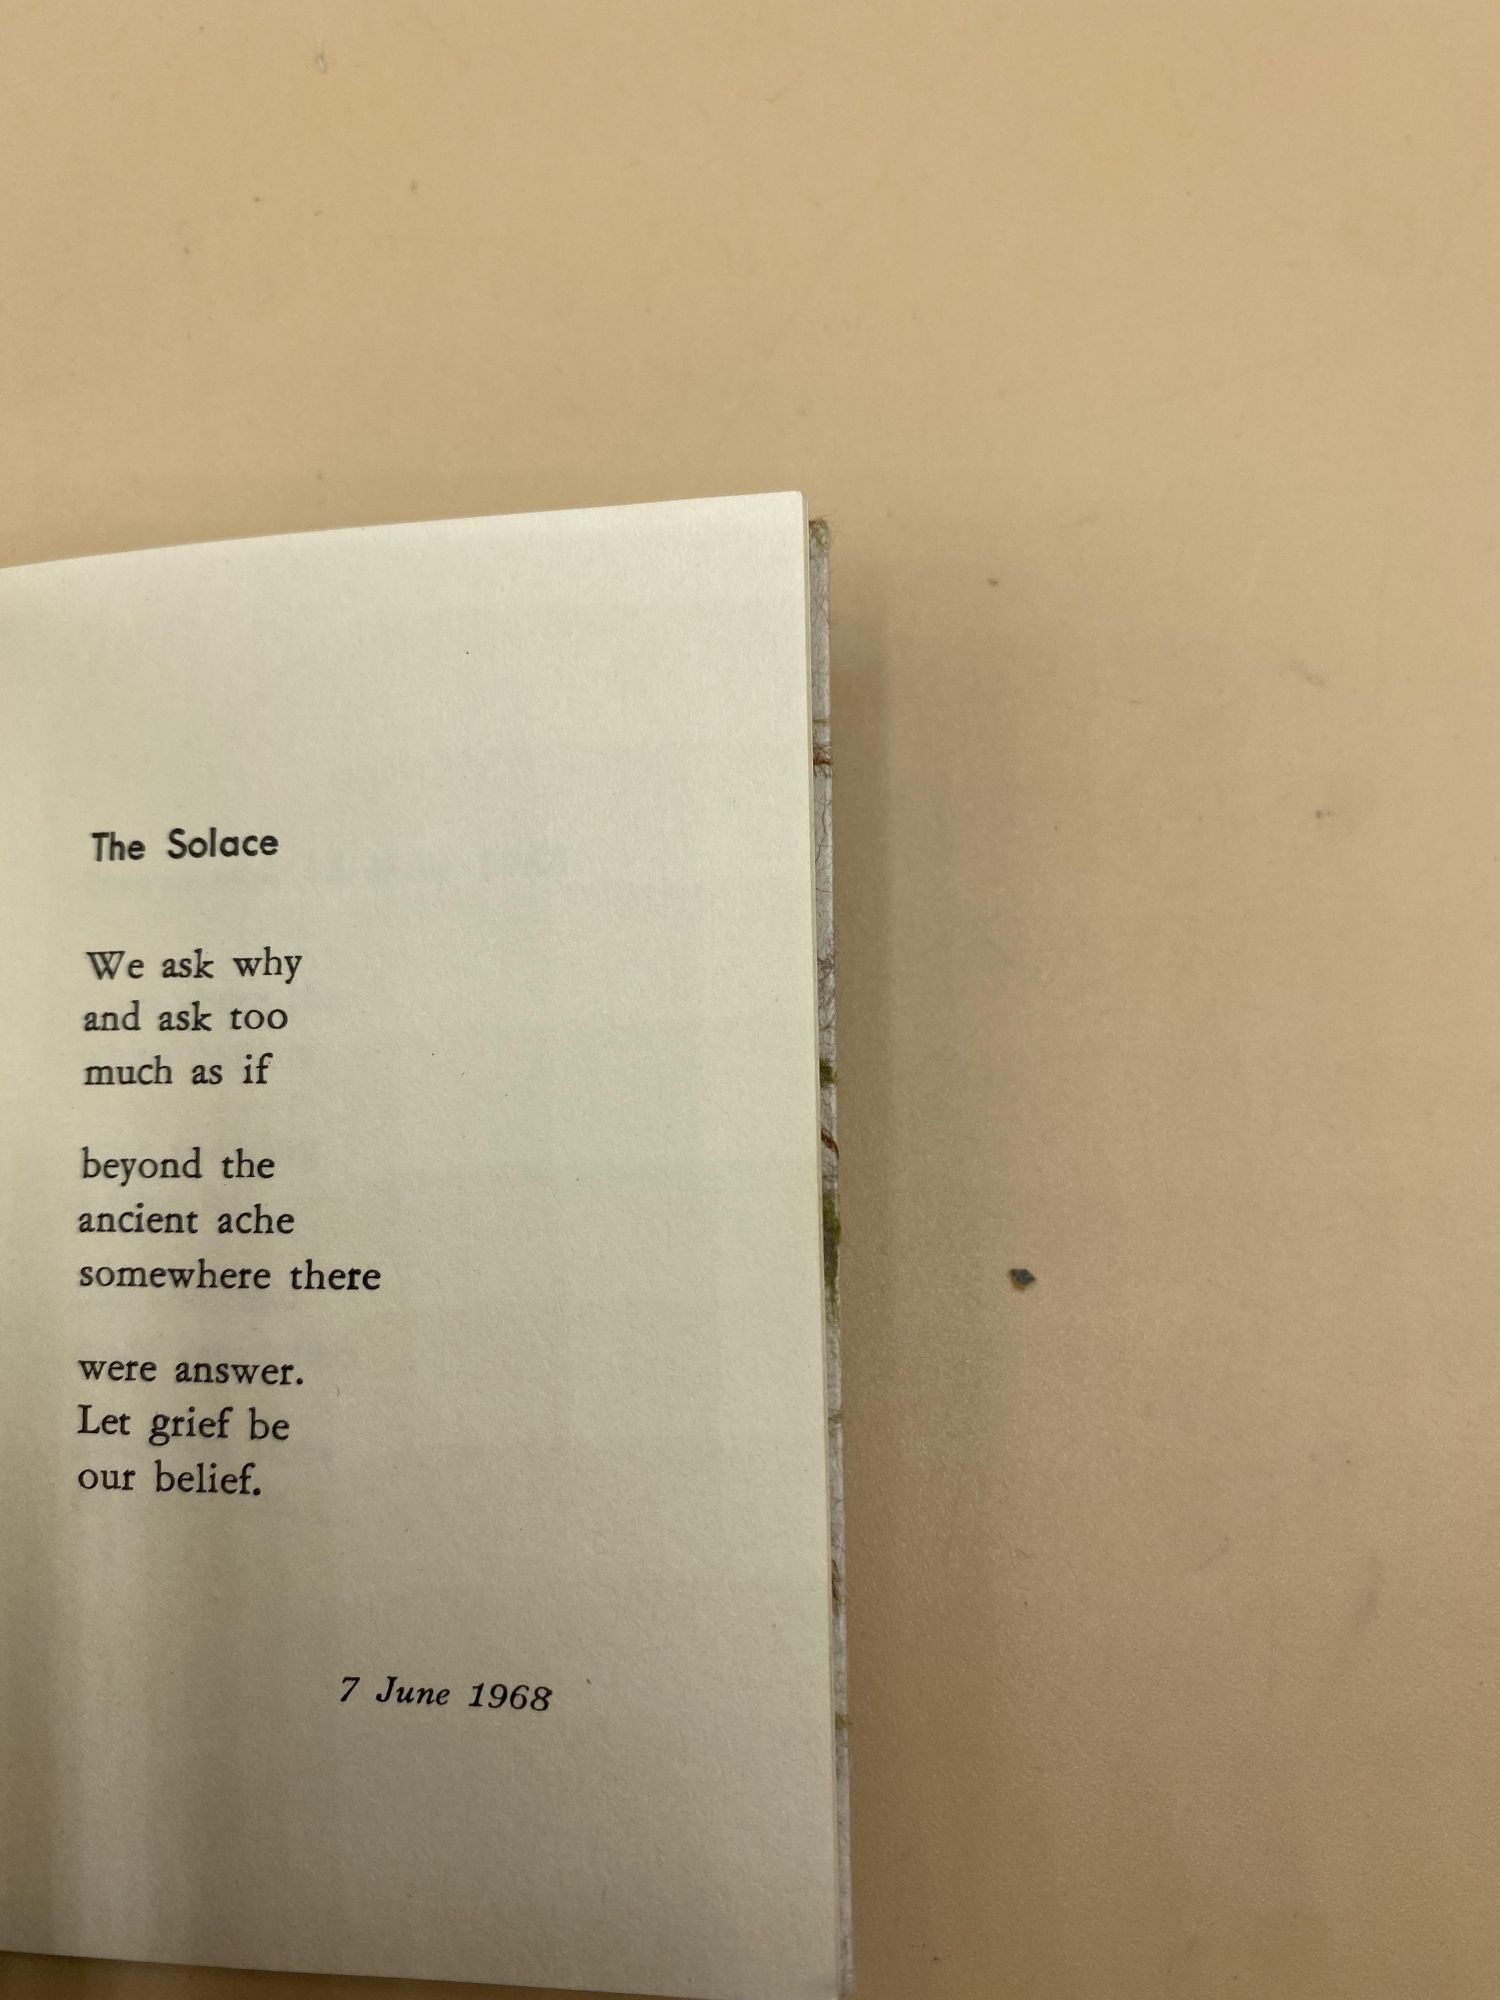 The Solace
We ask why
and ask too
much as if
beyond the
ancient ache
somewhere there
were answer.
Let grief be
our belief.
7 June 1968